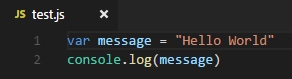 JS test.js ×
1 var message = "Hello World"
2 console.log(message)